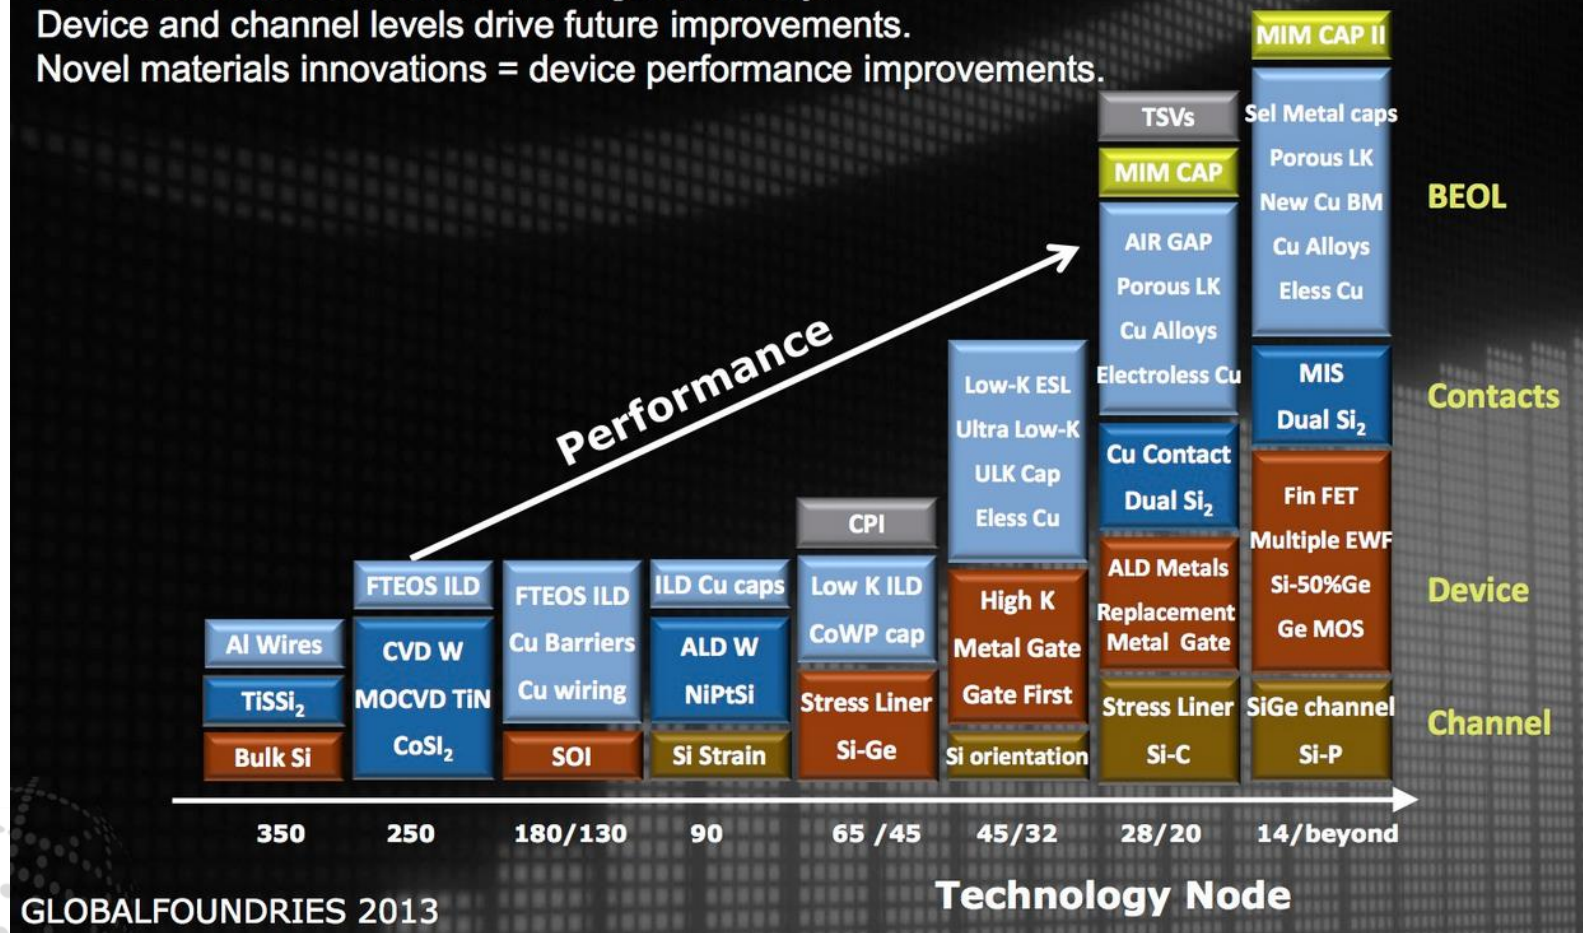 Device and channel levels drive future improvements.
Novel materials innovations = device performance improvements.
Performance
Al Wires
TiSSi₂
Bulk Si
FTEOS ILD
CVD W
MOCVD TiN
CoSI₂
FTEOS ILD
Cu Barriers
Cu wiring
SOI
ILD Cu caps
ALD W
NiPtSi
Si Strain
CPI
Low K ILD
CoWP cap
Stress Liner
Si-Ge
Low-K ESL
Ultra Low-K
ULK Cap
Eless Cu
High K
Metal Gate
Gate First
Si orientation
TSVs
MIM CAP
AIR GAP
Porous LK
Cu Alloys
Electroless Cu
Cu Contact
Dual Si₂
ALD Metals
Replacement
Metal Gate
Stress Liner
Si-C
MIM CAP II
Sel Metal caps
Porous LK
New Cu BM
Cu Alloys
Eless Cu
MIS
Dual Si₂
Fin FET
Multiple EWF
Si-50%Ge
Ge MOS
SiGe channel
Si-P
BEOL
Contacts
Device
Channel
350 250 180/130 90 65 /45 45/32 28/20 14/beyond
Technology Node
GLOBALFOUNDRIES 2013